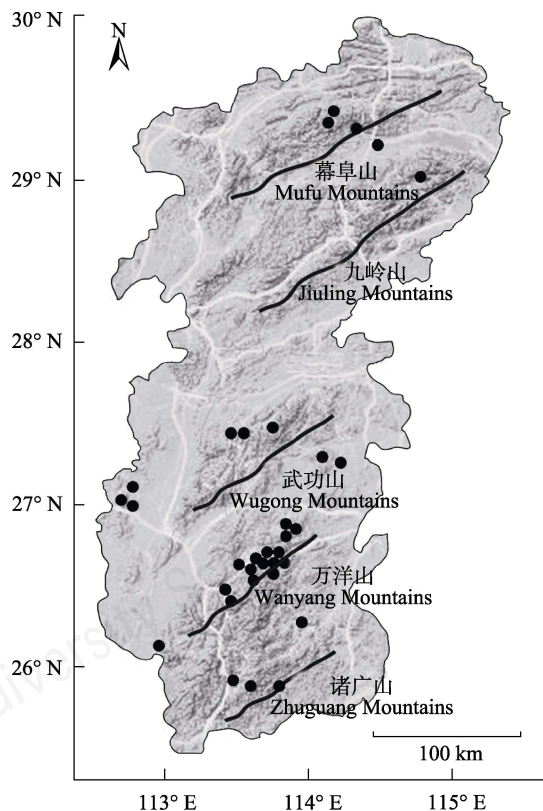 30° N
N
29° N
幕阜山
Mufu Mountains
九岭山
Jiuling Mountains
28° N
武功山
27° N
Wugong Mountains
万洋山
Wanyang Mountains
26° N
诸广山
Zhuguang Mountains
100 km
113° E
114° E
115° E